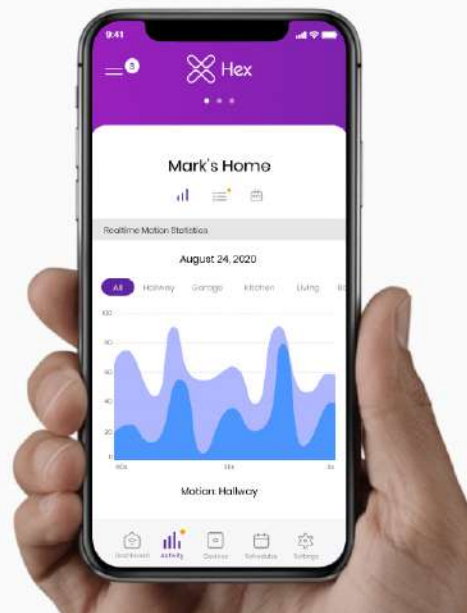 9:41
3
Hex
Mark's Home
Realtime Motion Statistics
August 24, 2020
All Hallway Garage Kitchen Living
100
80
60
40
20
0
Motion: Hallway
Dashboard Activity Devices Schedules Settings